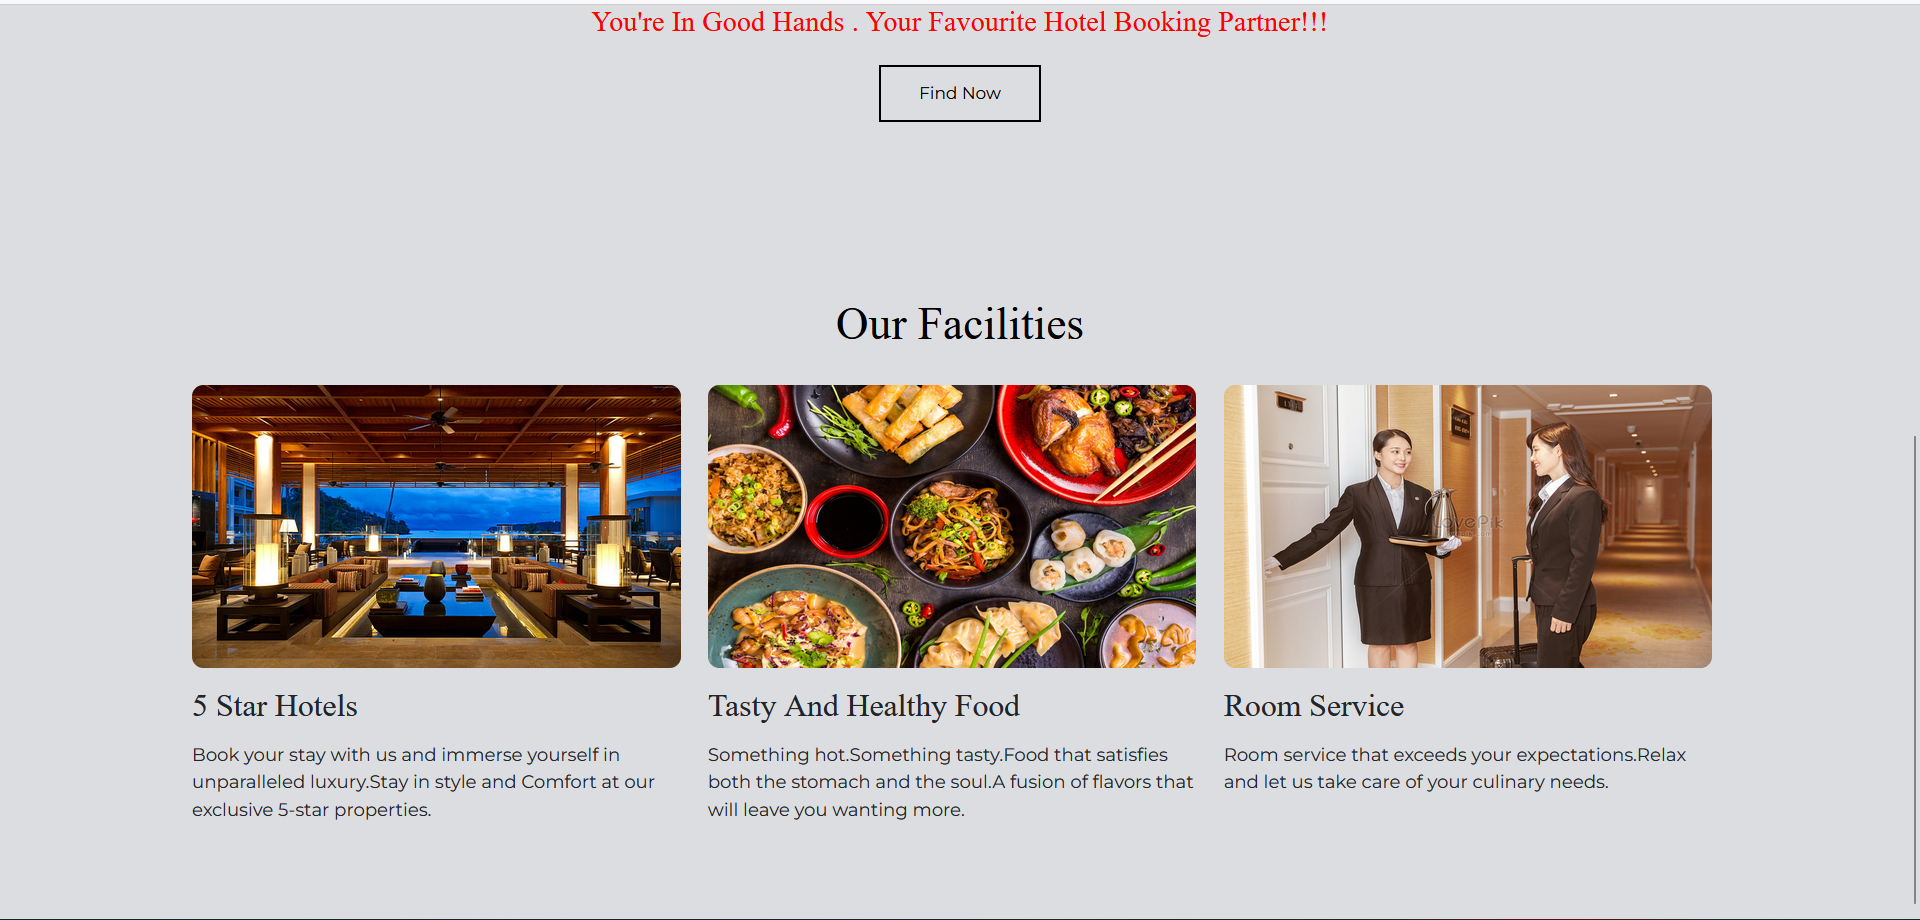 You're In Good Hands . Your Favourite Hotel Booking Partner!!!
Find Now
Our Facilities
5 Star Hotels
Book your stay with us and immerse yourself in
unparalleled luxury.Stay in style and Comfort at our
exclusive 5-star properties.
Tasty And Healthy Food
Something hot.Something tasty.Food that satisfies
both the stomach and the soul.A fusion of flavors that
will leave you wanting more.
LovePik
Room Service
Room service that exceeds your expectations.Relax
and let us take care of your culinary needs.